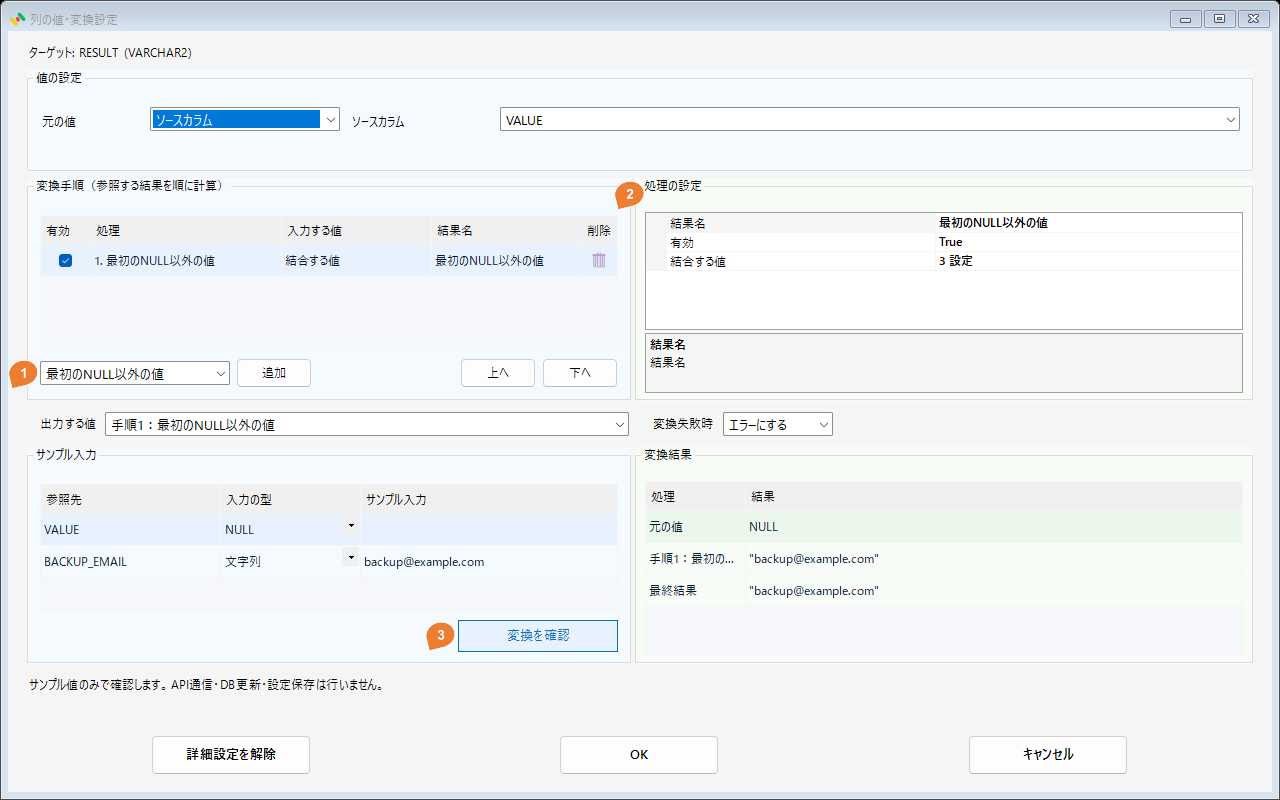 列の値・変換設定
ターゲット: RESULT (VARCHAR2)
値の設定
元の値
ソースカラム
ソースカラム
VALUE
変換手順（参照する結果を順に計算）
有効 処理 入力する値 結果名 削除
1. 最初のNULL以外の値 結合する値 最初のNULL以外の値
1
最初のNULL以外の値
追加
上へ
下へ
2
処理の設定
結果名 最初のNULL以外の値
有効 True
結合する値 3 設定
結果名
結果名
出力する値
手順1：最初のNULL以外の値
変換失敗時
エラーにする
サンプル入力
参照先 入力の型 サンプル入力
VALUE NULL
BACKUP_EMAIL 文字列 backup@example.com
3
変換を確認
変換結果
処理 結果
元の値 NULL
手順1：最初の... "backup@example.com"
最終結果 "backup@example.com"
サンプル値のみで確認します。API通信・DB更新・設定保存は行いません。
詳細設定を解除
OK
キャンセル